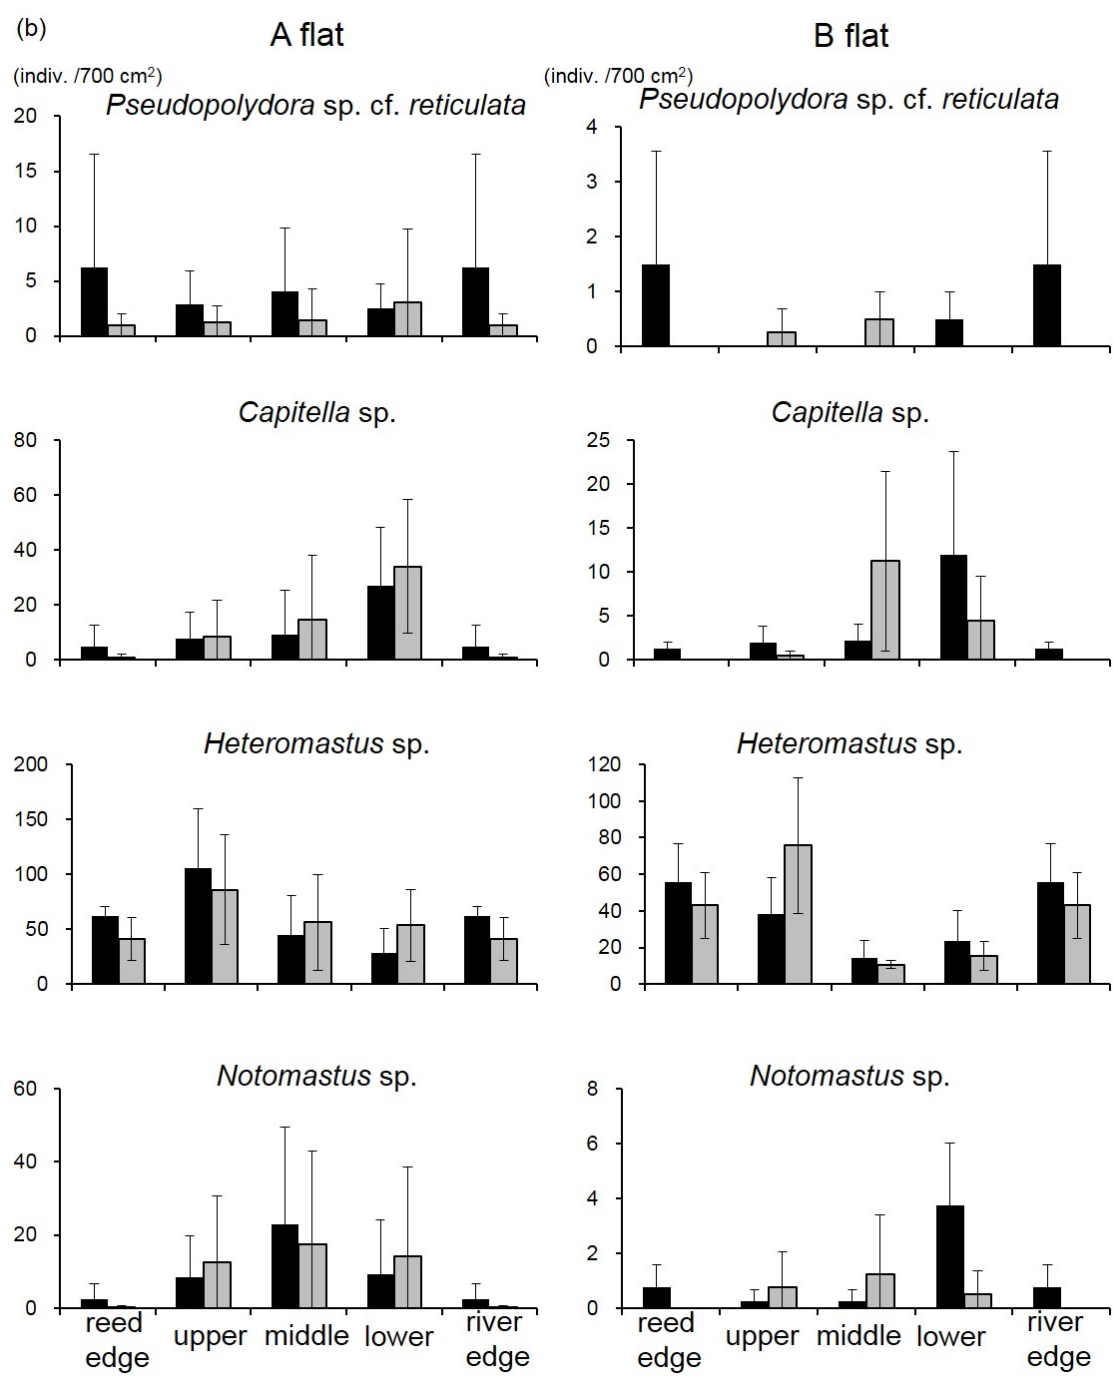 (b)
A flat
B flat
(indiv. /700 cm²)
(indiv. /700 cm²)
Pseudopolydora sp. cf. reticulata
20
15
10
5
0
Pseudopolydora sp. cf. reticulata
4
3
2
1
0
Capitella sp.
80
60
40
20
0
Capitella sp.
25
20
15
10
5
0
Heteromastus sp.
200
150
100
50
0
Heteromastus sp.
120
100
80
60
40
20
0
Notomastus sp.
60
40
20
0
Notomastus sp.
8
6
4
2
0
reed
edge
upper
middle
lower
river
edge
reed
edge
upper
middle
lower
river
edge